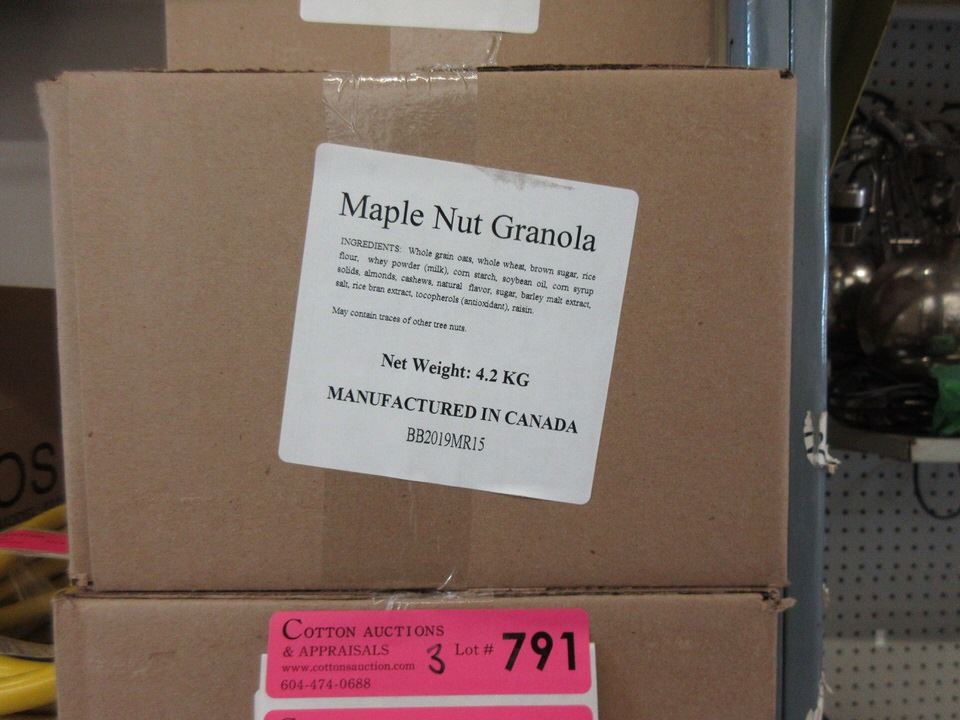 Maple Nut Granola
INGREDIENTS: Whole grain oats, whole wheat, brown sugar, rice
flour, whey powder (milk), corn starch, soybean oil, corn syrup
solids, almonds, cashews, natural flavor, sugar, barley malt extract,
salt, rice bran extract, tocopherols (antioxidant), raisin.
May contain traces of other tree nuts.
Net Weight: 4.2 KG
MANUFACTURED IN CANADA
BB2019MR15
OS
COTTON AUCTIONS
& APPRAISALS
www.cottonsauction.com
604-474-0688
3
Lot # 791